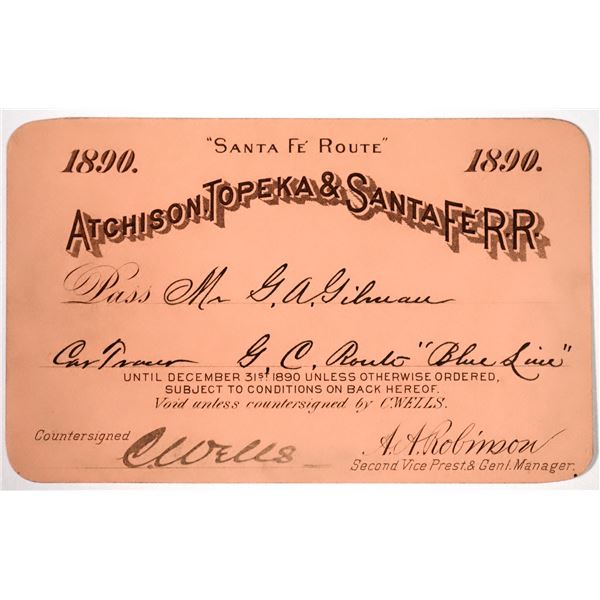 "SANTA FÉ ROUTE"
1890. 1890.
ATCHISON, TOPEKA & SANTA FE R.R.
Pass Mr G. A. Gilman
Car Tracer G. C. Route "Blue Line"
UNTIL DECEMBER 31ST 1890 UNLESS OTHERWISE ORDERED,
SUBJECT TO CONDITIONS ON BACK HEREOF.
Void unless countersigned by C. WELLS.
Countersigned C. Wells A. A. Robinson
Second Vice Prest. & Genl. Manager.